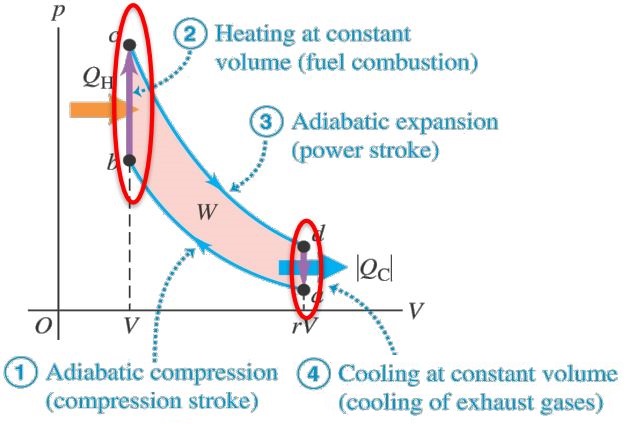 p
c
2 Heating at constant
volume (fuel combustion)
Q_H
3 Adiabatic expansion
(power stroke)
b
W
d
|Q_C|
a
O
V
rV
V
1 Adiabatic compression
(compression stroke)
4 Cooling at constant volume
(cooling of exhaust gases)